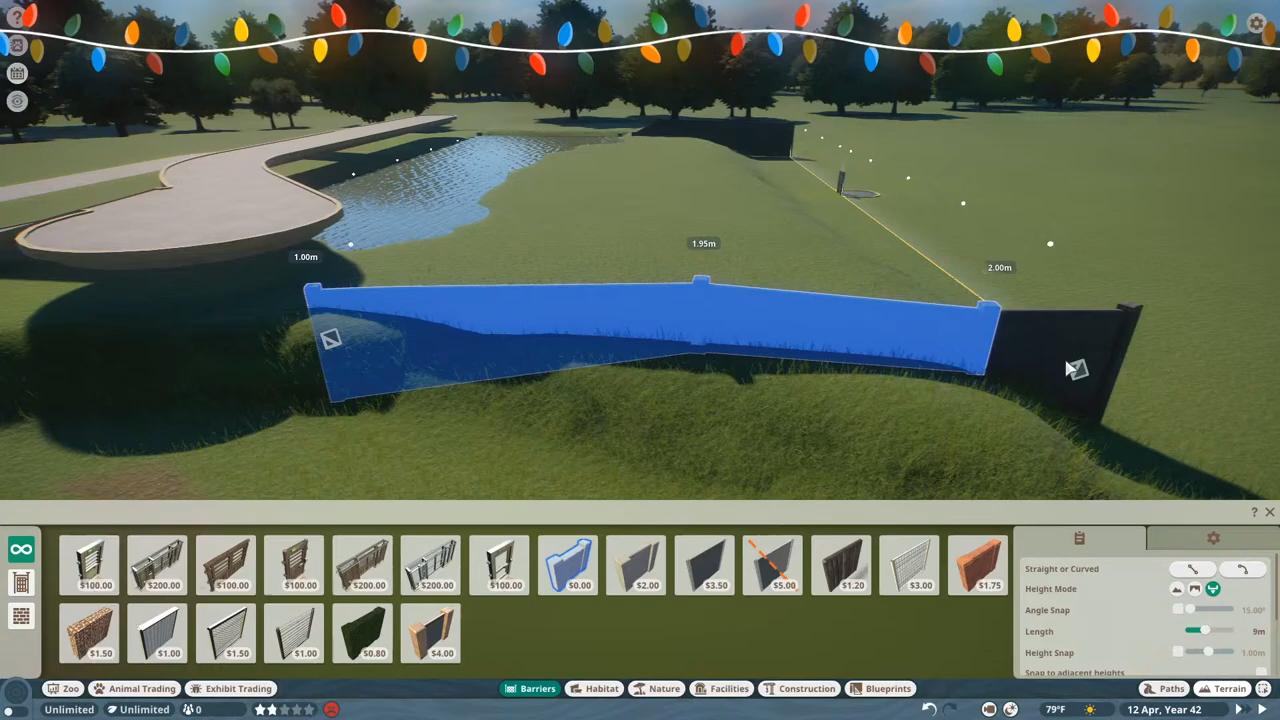 1.00m
1.95m
2.00m
? ×
$100.00 $200.00 $100.00 $100.00 $200.00 $200.00 $100.00 $0.00 $2.00 $3.50 $5.00 $1.20 $3.00 $1.75
$1.50 $1.00 $1.50 $1.00 $0.80 $4.00
Straight or Curved
Height Mode
Angle Snap 15.00°
Length 9m
Height Snap 1.00m
Snap to adjacent heights
Zoo Animal Trading Exhibit Trading Barriers Habitat Nature Facilities Construction Blueprints Paths Terrain
Unlimited Unlimited 0 79°F 12 Apr, Year 42